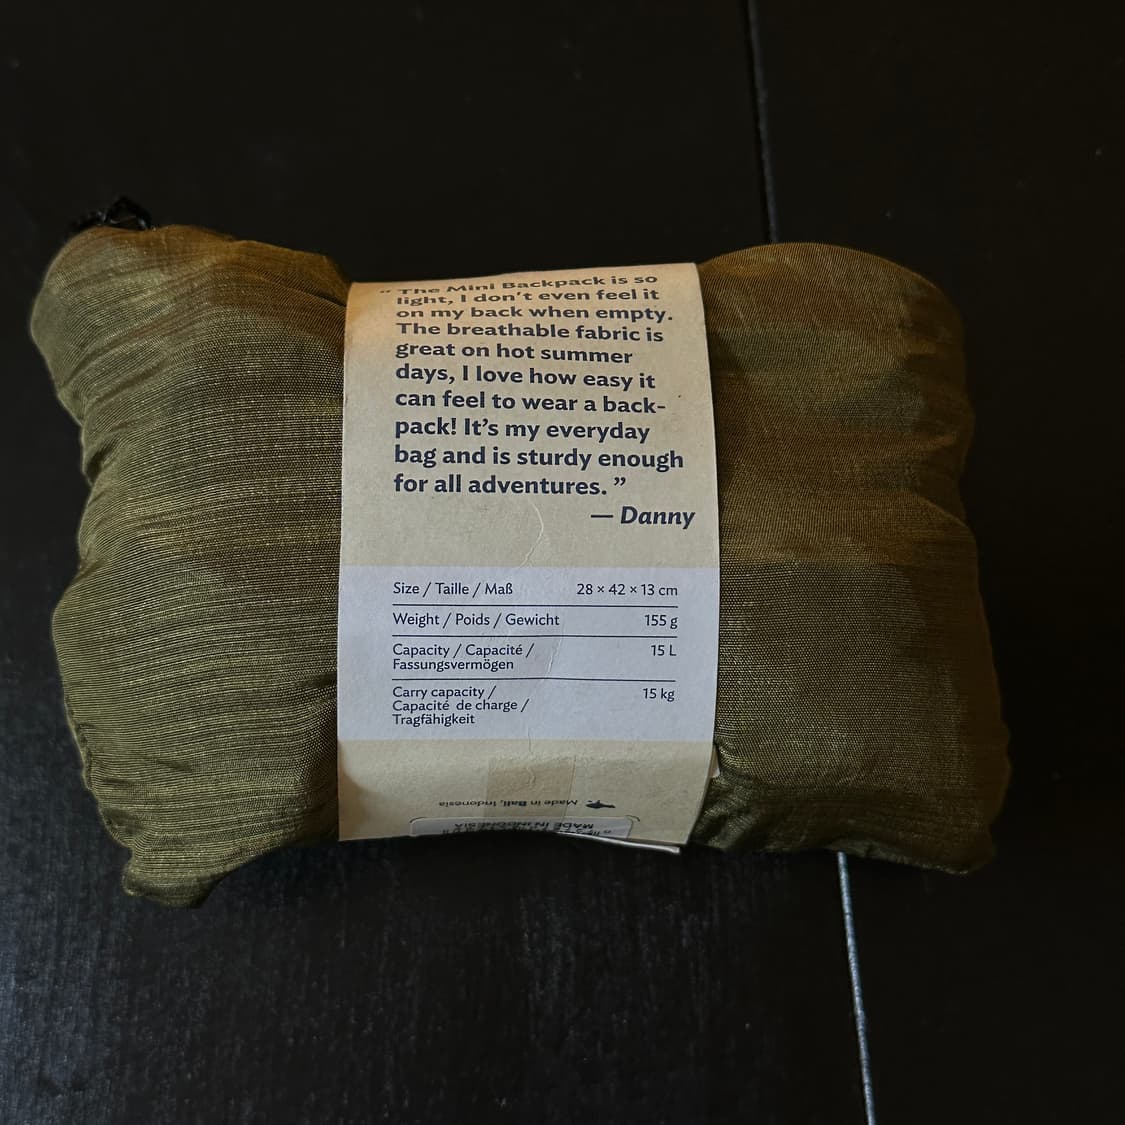 “ The Mini Backpack is so
light, I don't even feel it
on my back when empty.
The breathable fabric is
great on hot summer
days, I love how easy it
can feel to wear a back-
pack! It's my everyday
bag and is sturdy enough
for all adventures. ”
— Danny
Size / Taille / Maß 28 × 42 × 13 cm
Weight / Poids / Gewicht 155 g
Capacity / Capacité / 15 L
Fassungsvermögen
Carry capacity / 15 kg
Capacité de charge /
Tragfähigkeit
Made in Bali, Indonesia
MADE IN INDONESIA